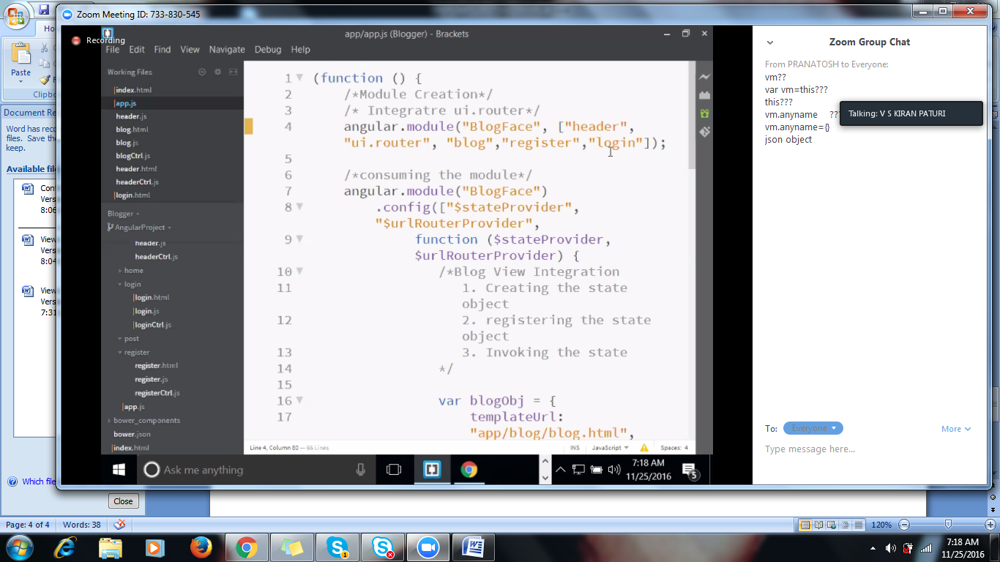 Zoom Meeting ID: 733-830-545
Recording
app/app.js (Blogger) - Brackets
File Edit Find View Navigate Debug Help
Working Files
index.html
app.js
header.js
blog.html
blog.js
blogCtrl.js
header.html
headerCtrl.js
login.html
Blogger
AngularProject
header.js
headerCtrl.js
home
login
login.html
login.js
loginCtrl.js
post
register
register.html
register.js
registerCtrl.js
app.js
bower_components
bower.json
index.html
1 (function () {
2 /*Module Creation*/
3 /* Integratre ui.router*/
4 angular.module("BlogFace", ["header",
"ui.router", "blog","register","login"]);
5
6 /*consuming the module*/
7 angular.module("BlogFace")
8 .config(["$stateProvider",
"$urlRouterProvider",
9 function ($stateProvider,
$urlRouterProvider) {
10 /*Blog View Integration
11 1. Creating the state
object
12 2. registering the state
object
13 3. Invoking the state
14 */
15
16 var blogObj = {
17 templateUrl:
"app/blog/blog.html",
Line 4, Column 80 — 86 Lines
INS JavaScript Spaces: 4
Ask me anything
7:18 AM
11/25/2016
5
Zoom Group Chat
From PRANATOSH to Everyone:
vm??
var vm=this???
this???
vm.anyname ??
vm.anyname={}
json object
Talking: V S KIRAN PATURI
To: Everyone
More
Type message here...
Ho
Paste
Clipb
Document Re
Word has reco
files. Save the
keep.
Available file
Con
Vers
8:06
View
Vers
8:04
View
Vers
7:31
Which file
Close
Page: 4 of 4 Words: 38
120%
1
7:18 AM
11/25/2016